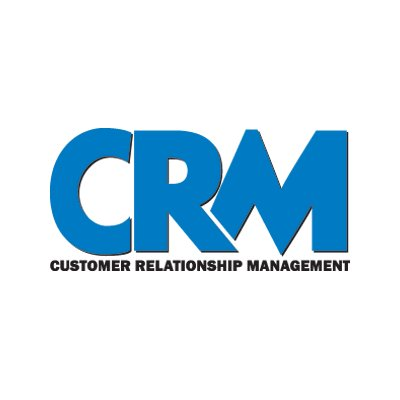 CRM
CUSTOMER RELATIONSHIP MANAGEMENT